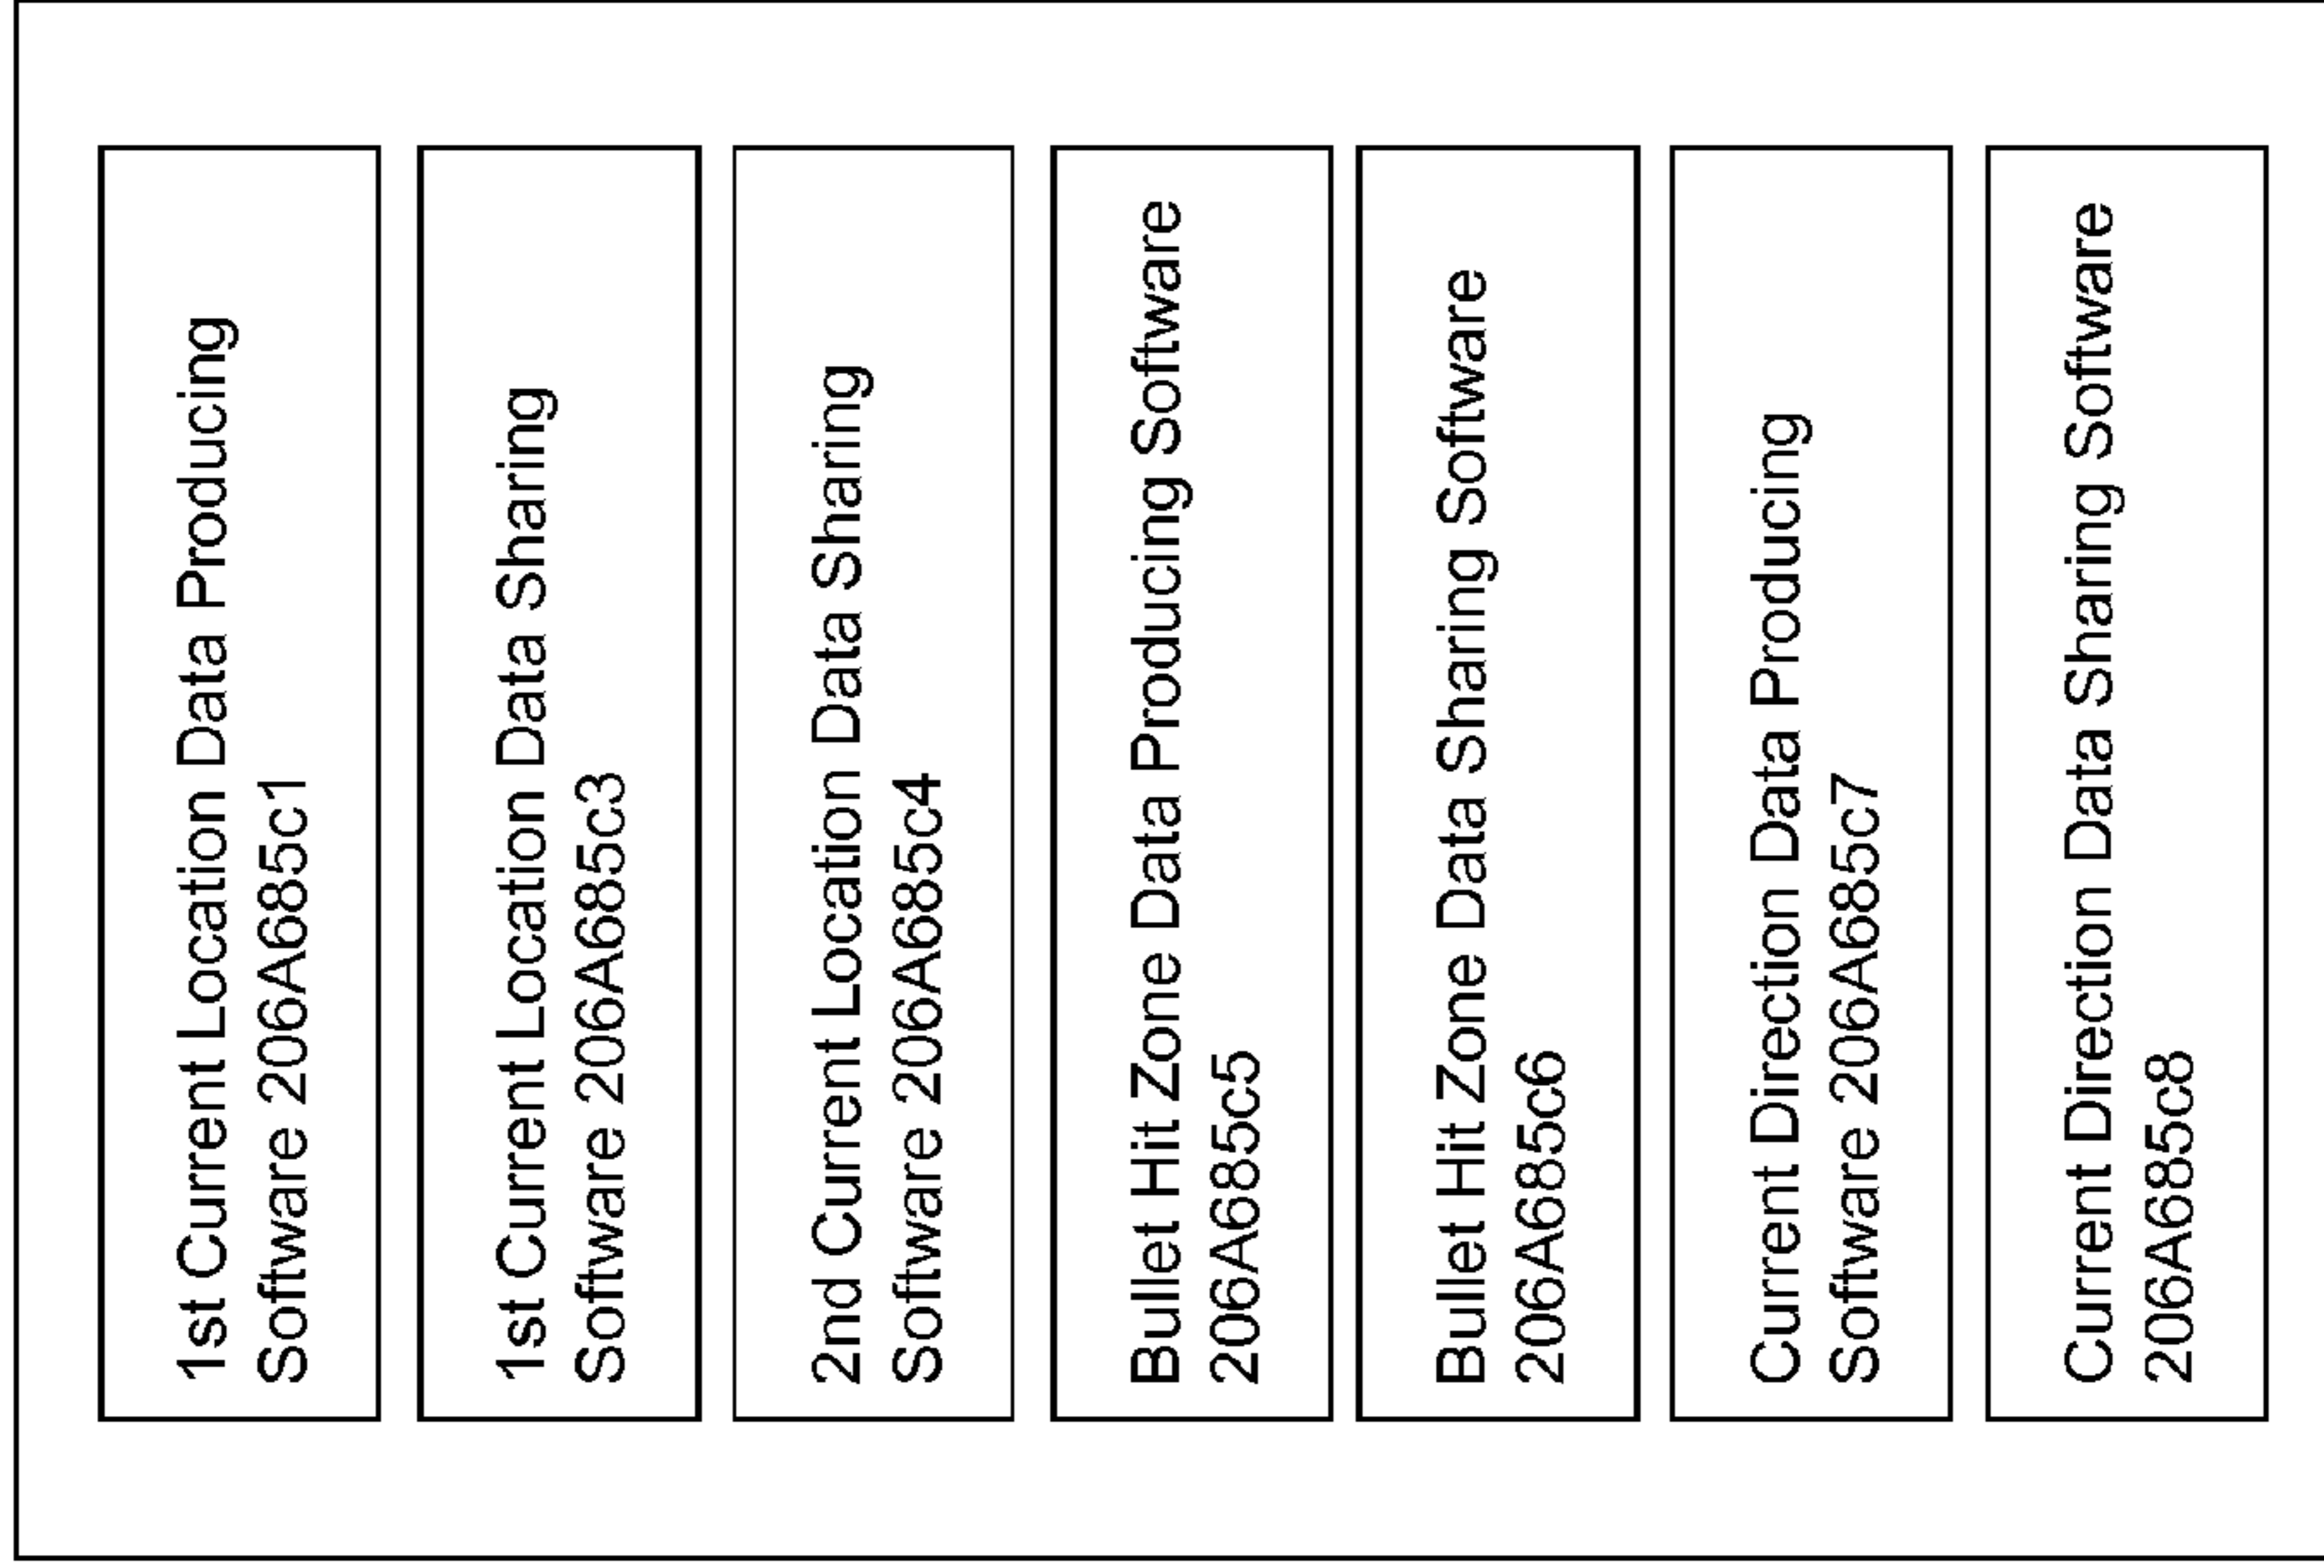 1st Current Location Data Producing
Software 206A685c1
1st Current Location Data Sharing
Software 206A685c3
2nd Current Location Data Sharing
Software 206A685c4
Bullet Hit Zone Data Producing Software
206A685c5
Bullet Hit Zone Data Sharing Software
206A685c6
Current Direction Data Producing
Software 206A685c7
Current Direction Data Sharing Software
206A685c8